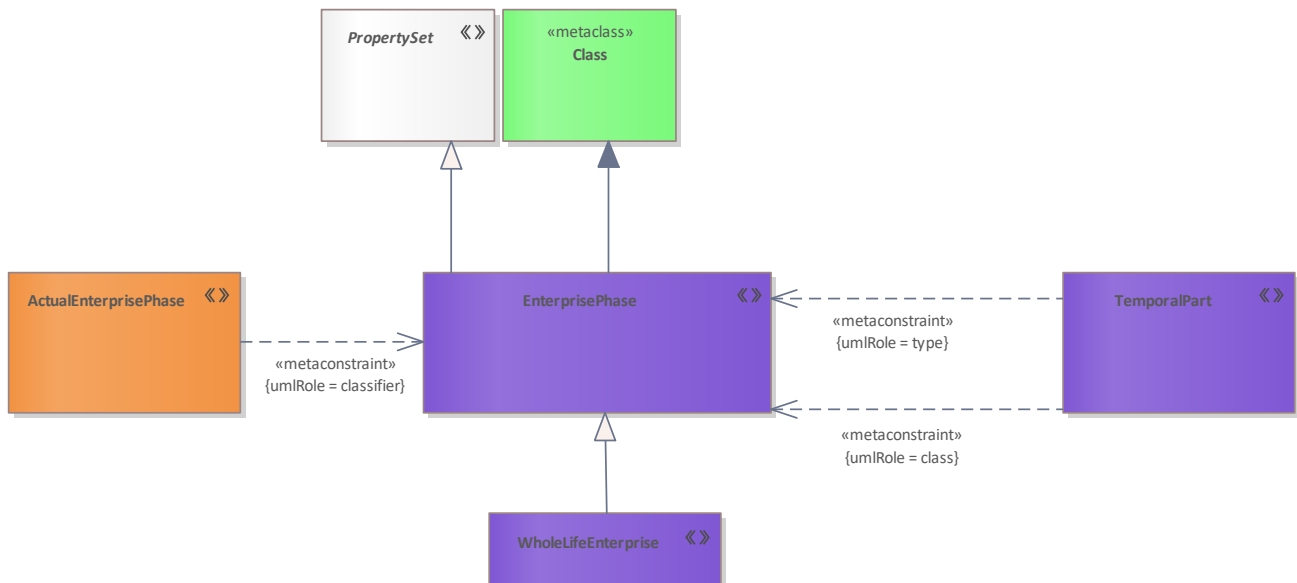 PropertySet «»
«metaclass»
Class
ActualEnterprisePhase «»
EnterprisePhase «»
TemporalPart «»
«metaconstraint»
{umlRole = type}
«metaconstraint»
{umlRole = classifier}
«metaconstraint»
{umlRole = class}
WholeLifeEnterprise «»